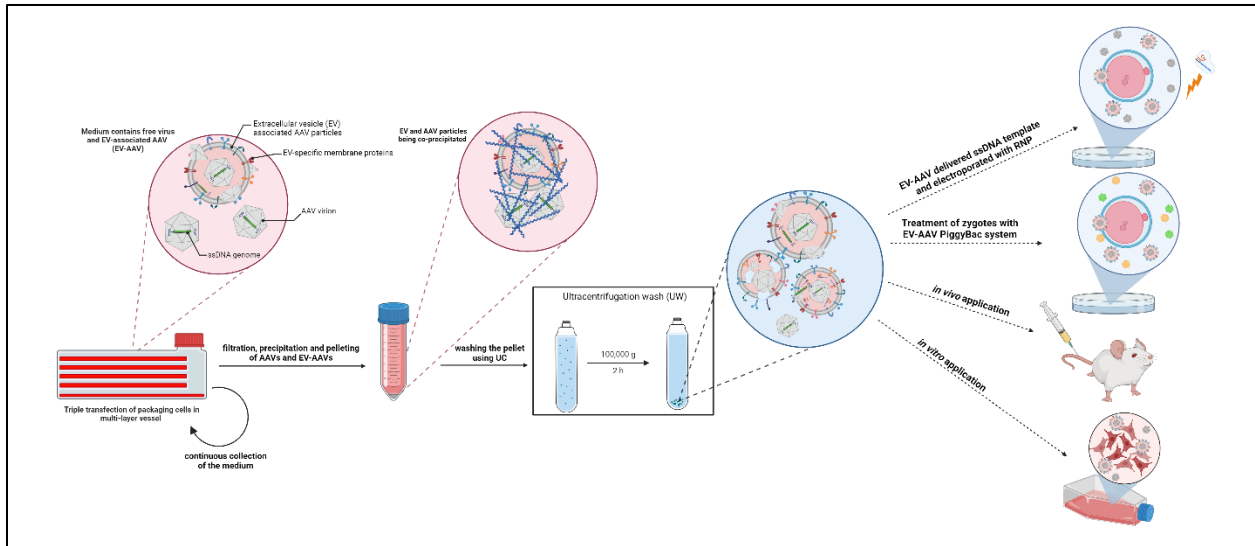 Medium contains free virus
and EV-associated AAV
(EV-AAV)
Extracellular vesicle (EV)
associated AAV particles
EV-specific membrane proteins
AAV virion
ssDNA genome
EV and AAV particles
being co-precipitated
Triple transfection of packaging cells in
multi-layer vessel
continuous collection
of the medium
filtration, precipitation and pelleting
of AAVs and EV-AAVs
washing the pellet
using UC
Ultracentrifugation wash (UW)
100,000 g
2 h
EV-AAV delivered ssDNA template
and electroporated with RNP
Treatment of zygotes with
EV-AAV PiggyBac system
in vivo application
in vitro application